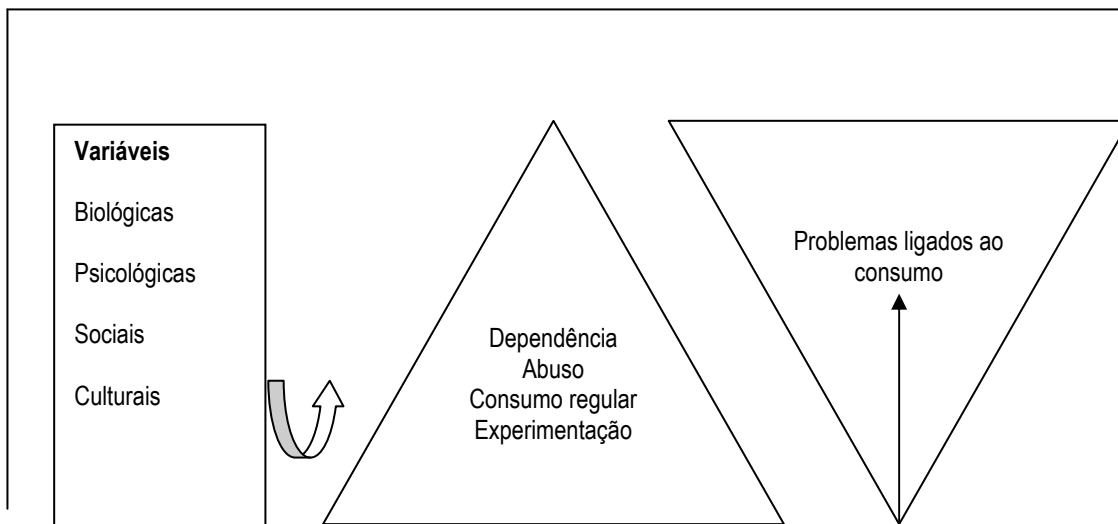 Variáveis
Biológicas
Psicológicas
Sociais
Culturais
Dependência
Abuso
Consumo regular
Experimentação
Problemas ligados ao
consumo